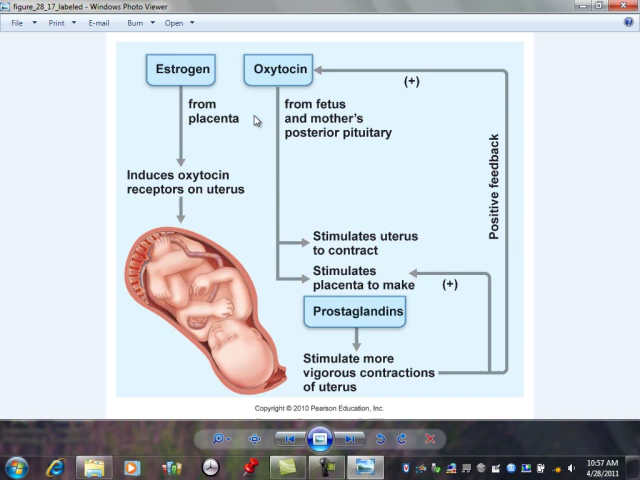 figure_28_17_labeled - Windows Photo Viewer
File Print E-mail Burn Open
Estrogen
Oxytocin
(+)
from
placenta
from fetus
and mother's
posterior pituitary
Induces oxytocin
receptors on uterus
Positive feedback
Stimulates uterus
to contract
Stimulates
placenta to make
(+)
Prostaglandins
Stimulate more
vigorous contractions
of uterus
Copyright © 2010 Pearson Education, Inc.
10:57 AM
4/28/2011